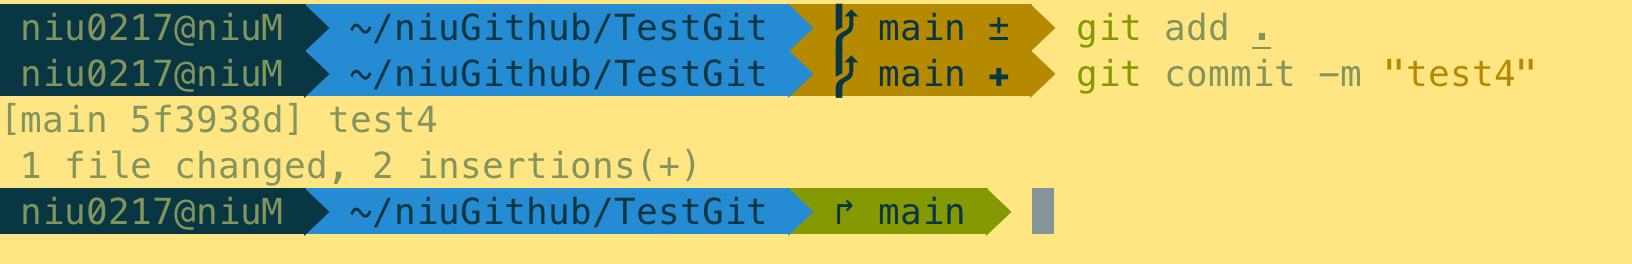 niu0217@niuM ~/niuGithub/TestGit main ± git add .
niu0217@niuM ~/niuGithub/TestGit main ✚ git commit -m "test4"
[main 5f3938d] test4
1 file changed, 2 insertions(+)
niu0217@niuM ~/niuGithub/TestGit ↱ main